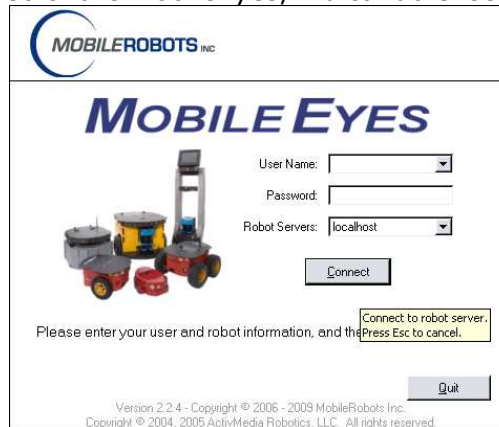 MOBILEROBOTS INC
MOBILE EYES
User Name:
Password:
Robot Servers: localhost
Connect
Connect to robot server.
Please enter your user and robot information, and the
Press Esc to cancel.
Quit
Version 2.2.4 - Copyright © 2006 - 2009 MobileRobots Inc.
Copyright © 2004, 2005 ActivMedia Robotics, LLC. All rights reserved.